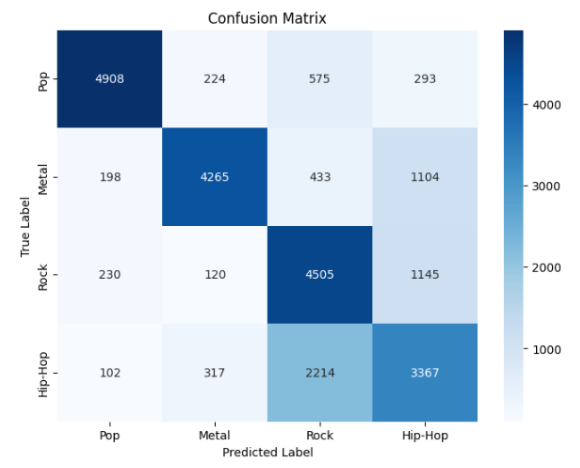 Confusion Matrix
True Label
Pop
4908 224 575 293
Metal
198 4265 433 1104
Rock
230 120 4505 1145
Hip-Hop
102 317 2214 3367
Pop Metal Rock Hip-Hop
Predicted Label
4000
3000
2000
1000